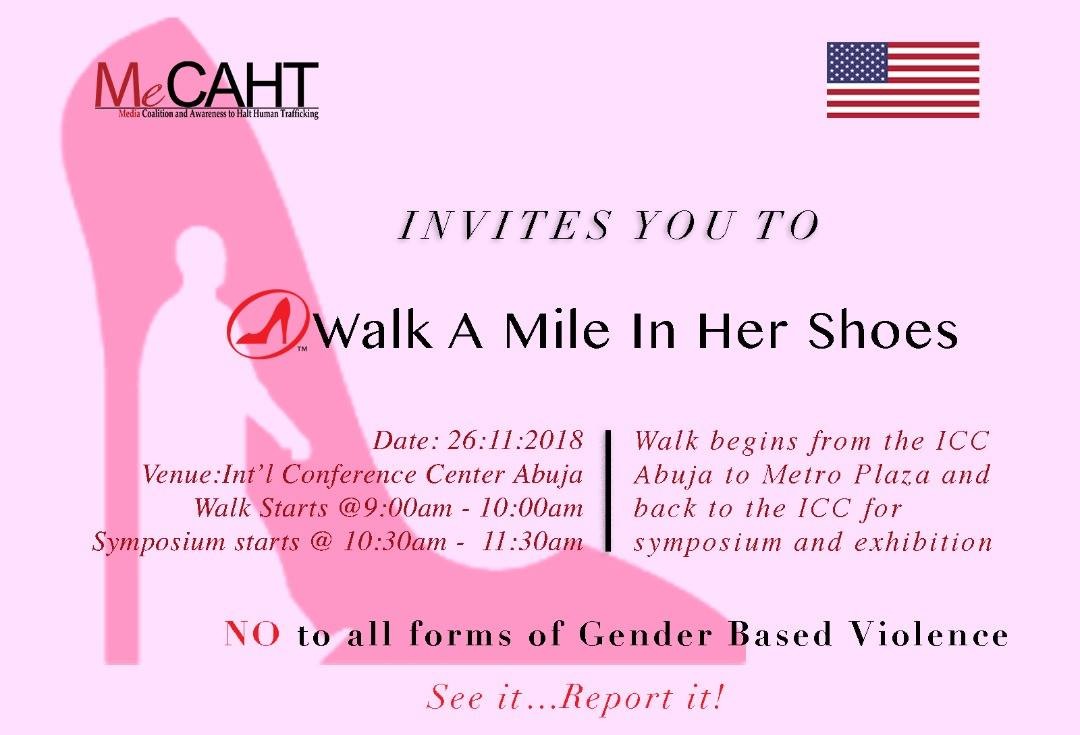 MeCAHT
Media Coalition and Awareness to Halt Human Trafficking
INVITES YOU TO
TM
Walk A Mile In Her Shoes
Date: 26:11:2018
Venue:Int'l Conference Center Abuja
Walk Starts @9:00am - 10:00am
Symposium starts @ 10:30am - 11:30am
Walk begins from the ICC
Abuja to Metro Plaza and
back to the ICC for
symposium and exhibition
NO to all forms of Gender Based Violence
See it...Report it!